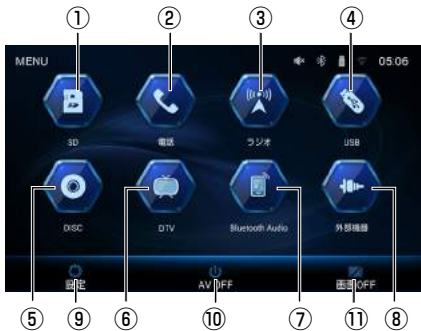 ① ② ③ ④
MENU 05:06
SD 電話 ラジオ USB
DISC DTV Bluetooth Audio 外部機器
設定 AV OFF 画面OFF
⑤ ⑨ ⑥ ⑩ ⑦ ⑪ ⑧